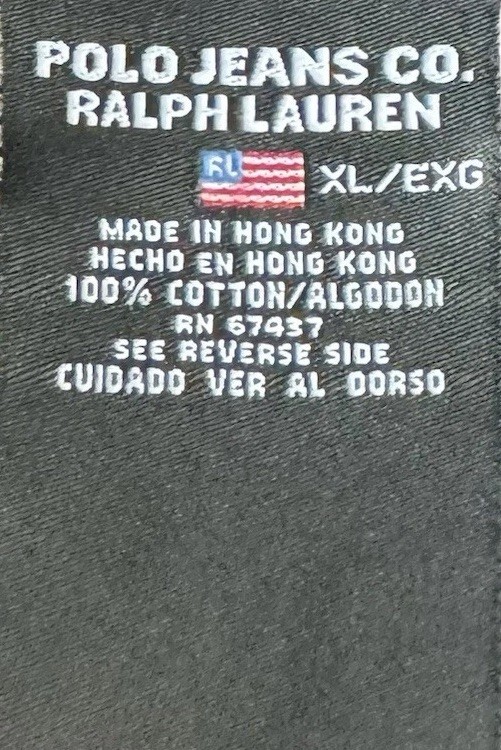 POLO JEANS CO.
RALPH LAUREN
RL XL/EXG
MADE IN HONG KONG
HECHO EN HONG KONG
100% COTTON/ALGODON
RN 67437
SEE REVERSE SIDE
CUIDADO VER AL DORSO